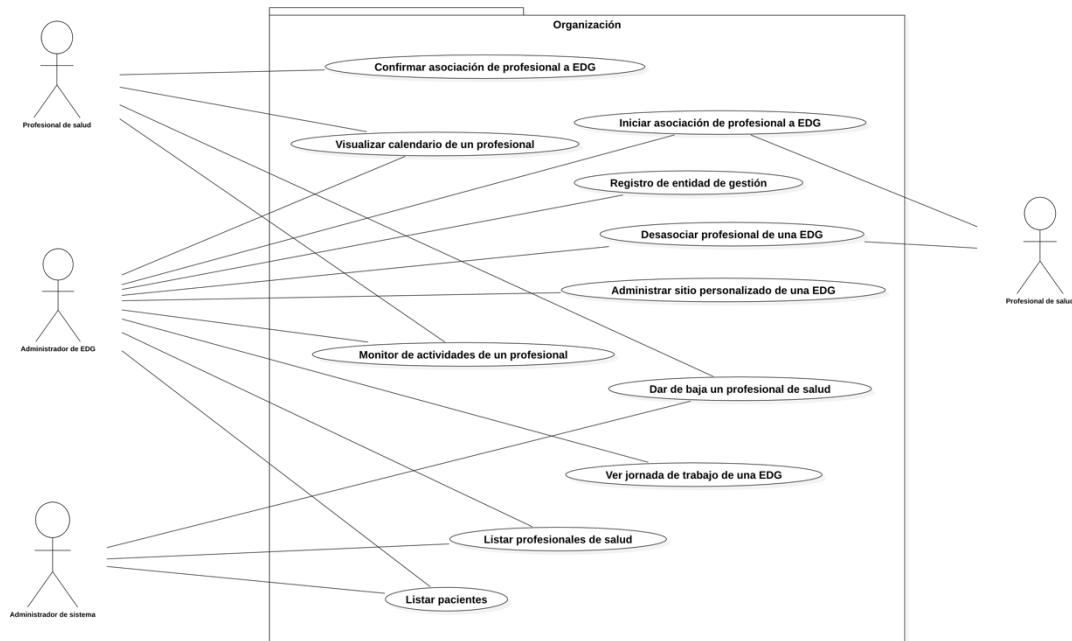 Organización
Confirmar asociación de profesional a EDG
Profesional de salud
Iniciar asociación de profesional a EDG
Visualizar calendario de un profesional
Registro de entidad de gestión
Desasociar profesional de una EDG
Administrar sitio personalizado de una EDG
Profesional de salud
Administrador de EDG
Monitor de actividades de un profesional
Dar de baja un profesional de salud
Ver jornada de trabajo de una EDG
Listar profesionales de salud
Listar pacientes
Administrador de sistema